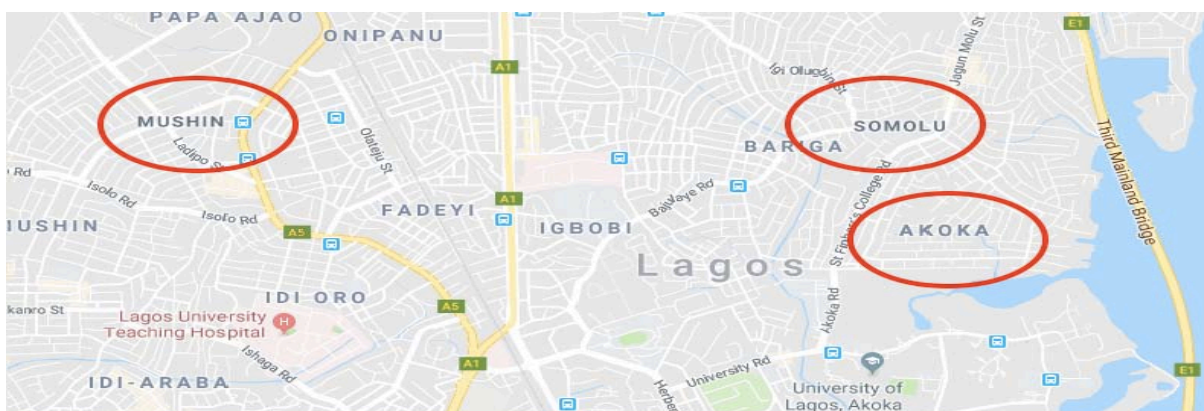 PAPA AJAO
ONIPANU
A1
E1
Igi Olugbin St
Jagun Molu St
MUSHIN
SOMOLU
BARIGA
Ladipo St
Olateju St
Third Mainland Bridge
Rd
Isolo Rd
Isolo Rd
A1
Bajulaye Rd
St Finbarr's College Rd
MUSHIN
FADEYI
IGBOBI
AKOKA
A5
Lagos
IDI ORO
A5
kanro St
Lagos University
Teaching Hospital
H
Akoka Rd
Ishaga Rd
A1
University Rd
E1
IDI-ARABA
Herber
University of
Lagos, Akoka